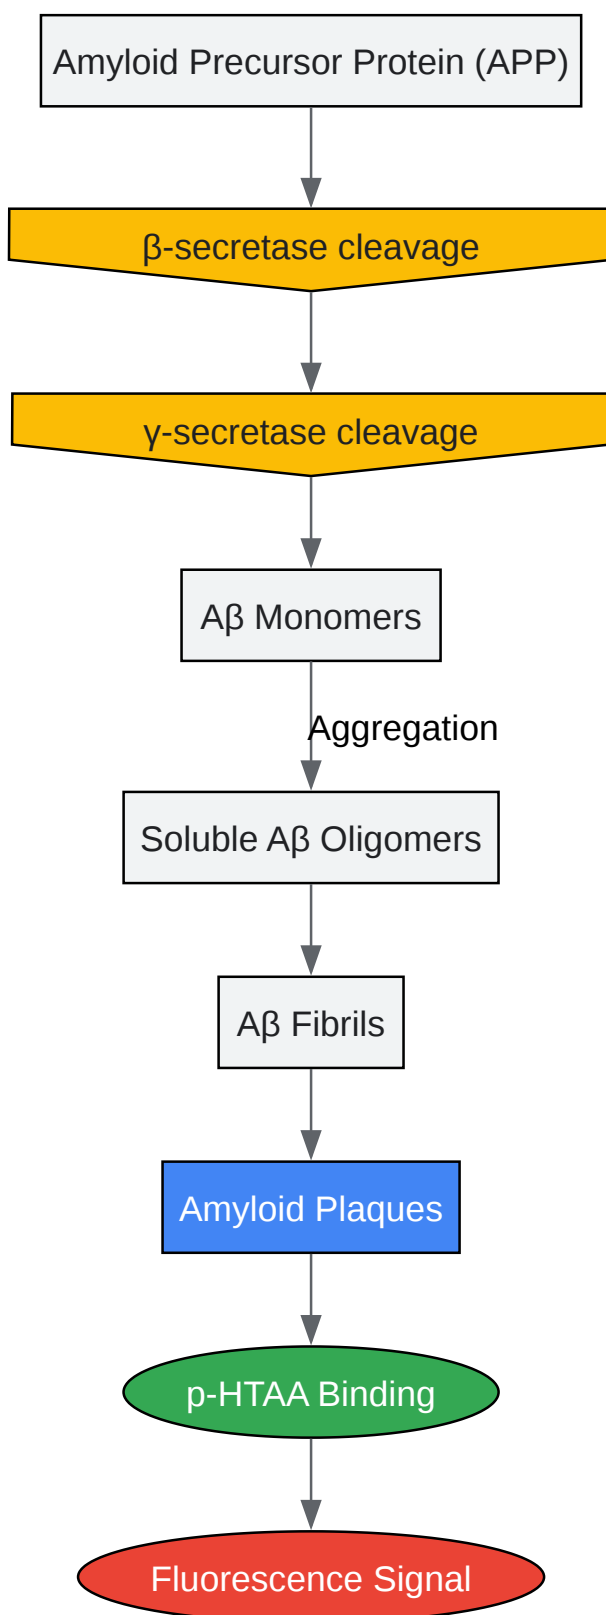 Amyloid Precursor Protein (APP)
β-secretase cleavage
γ-secretase cleavage
Aβ Monomers
Aggregation
Soluble Aβ Oligomers
Aβ Fibrils
Amyloid Plaques
p-HTAA Binding
Fluorescence Signal